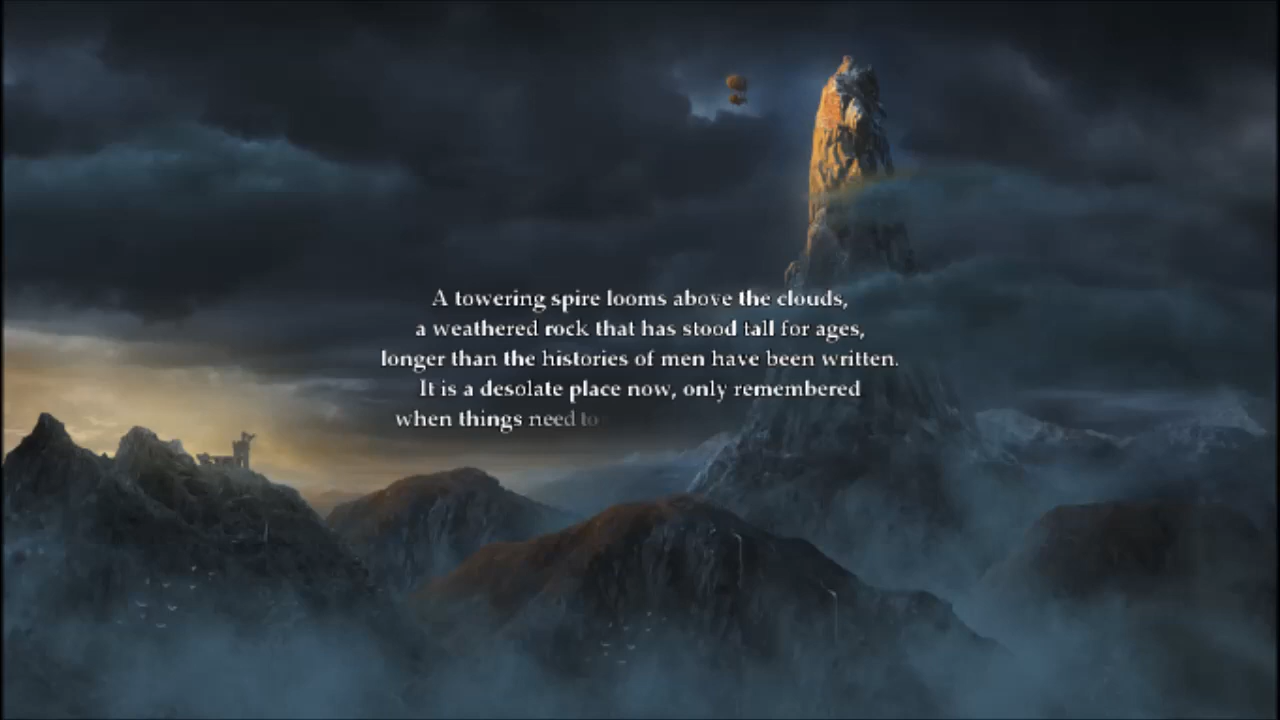 A towering spire looms above the clouds,
a weathered rock that has stood tall for ages,
longer than the histories of men have been written.
It is a desolate place now, only remembered
when things need to